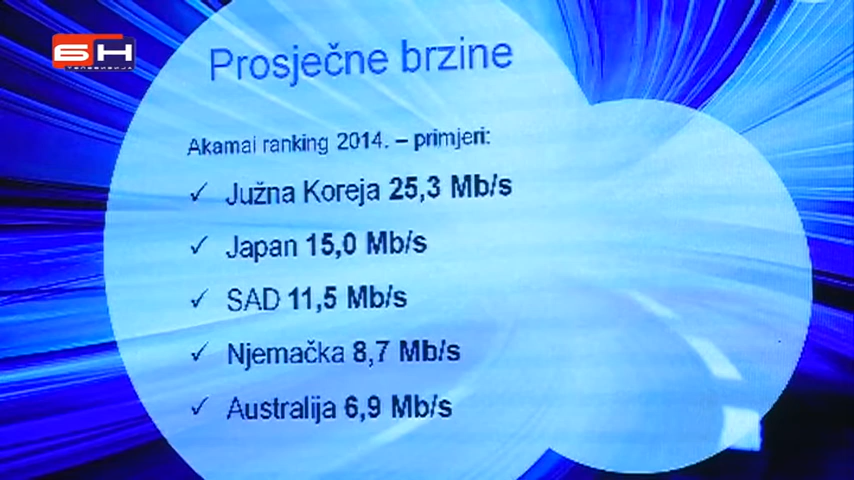 БН
Prosječne brzine
Akamai ranking 2014. – primjeri:
✓ Južna Koreja 25,3 Mb/s
✓ Japan 15,0 Mb/s
✓ SAD 11,5 Mb/s
✓ Njemačka 8,7 Mb/s
✓ Australija 6,9 Mb/s